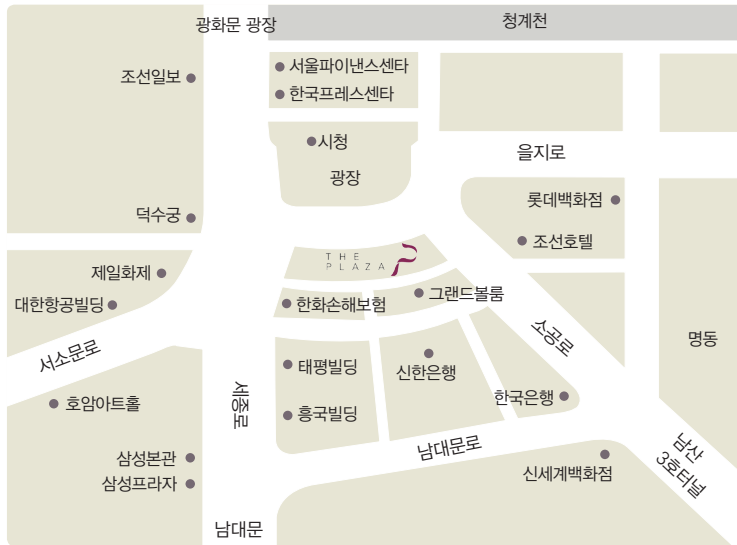 광화문 광장
청계천
조선일보
서울파이낸스센타
한국프레스센타
시청
을지로
광장
롯데백화점
덕수궁
조선호텔
THE
PLAZA
제일화제
그랜드볼룸
대한항공빌딩
한화손해보험
소공로
명동
서소문로
태평빌딩
신한은행
세종로
한국은행
호암아트홀
흥국빌딩
남대문로
남산
3호터널
삼성본관
신세계백화점
삼성프라자
남대문